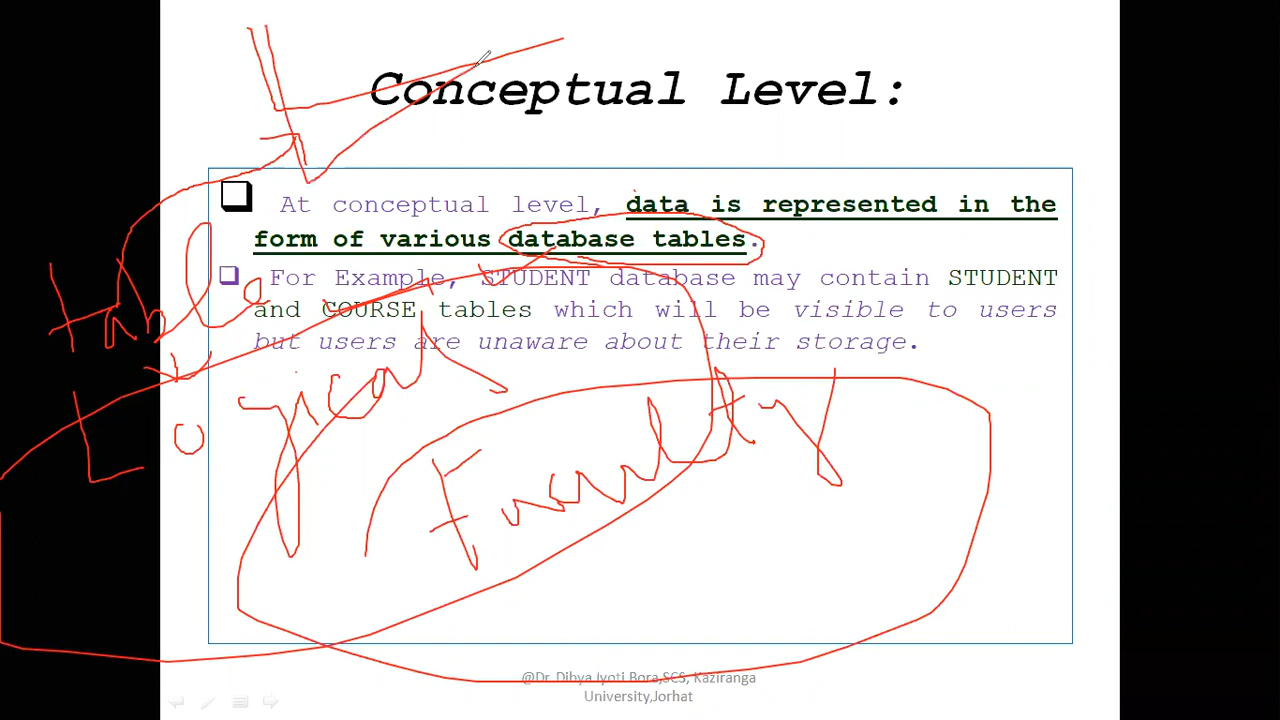 Conceptual Level:
At conceptual level, data is represented in the
form of various database tables.
For Example, STUDENT database may contain STUDENT
and COURSE tables which will be visible to users
but users are unaware about their storage.
table
Logical
Faculty
@Dr. Dibya Jyoti Bora,SCS, Kaziranga
University,Jorhat